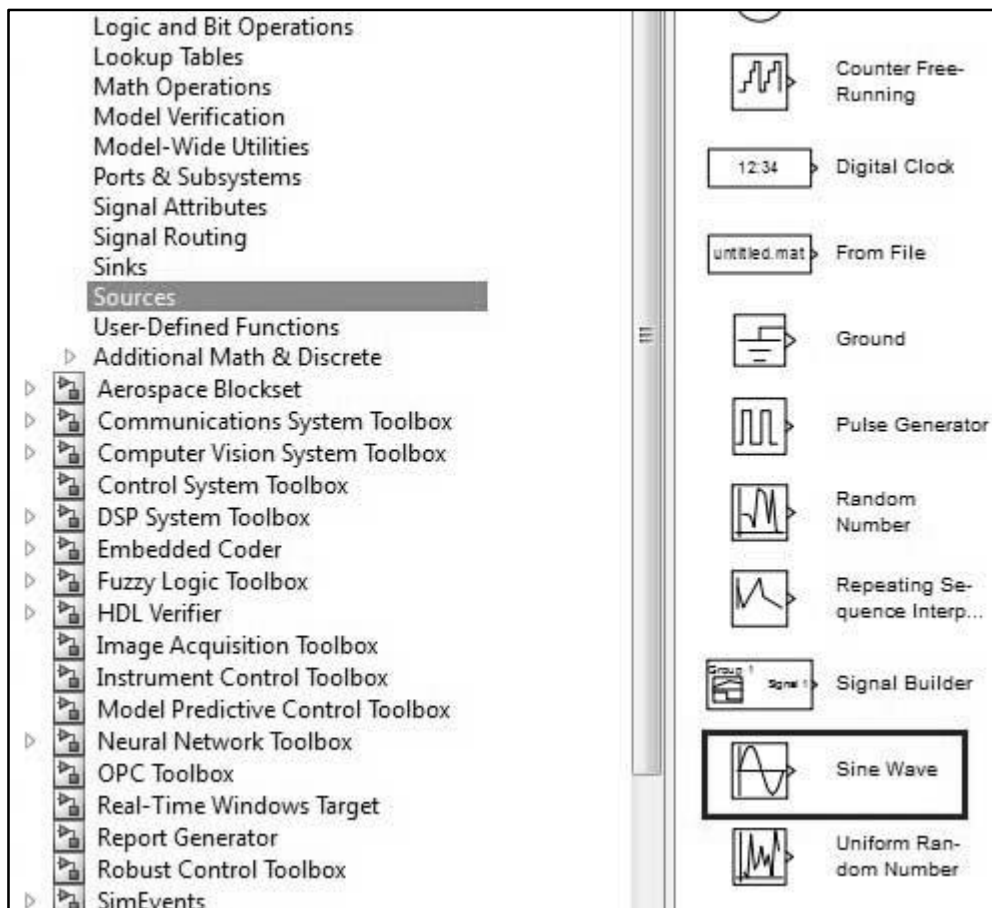 Logic and Bit Operations
Lookup Tables
Math Operations
Model Verification
Model-Wide Utilities
Ports & Subsystems
Signal Attributes
Signal Routing
Sinks
Sources
User-Defined Functions
Additional Math & Discrete
Aerospace Blockset
Communications System Toolbox
Computer Vision System Toolbox
Control System Toolbox
DSP System Toolbox
Embedded Coder
Fuzzy Logic Toolbox
HDL Verifier
Image Acquisition Toolbox
Instrument Control Toolbox
Model Predictive Control Toolbox
Neural Network Toolbox
OPC Toolbox
Real-Time Windows Target
Report Generator
Robust Control Toolbox
SimEvents
Counter Free-
Running
12:34
Digital Clock
untitled.mat
From File
Ground
Pulse Generator
Random
Number
Repeating Se-
quence Interp...
Group 1
Signal 1
Signal Builder
Sine Wave
Uniform Ran-
dom Number